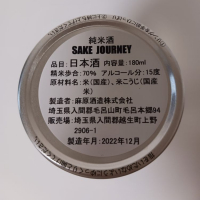 純米酒
SAKE JOURNEY
品目:日本酒 内容量:180ml
精米歩合:70% アルコール分:15度
原材料名:米(国産)、米こうじ(国産
米)
製造者:麻原酒造株式会社
埼玉県入間郡毛呂山町毛呂本郷94
販売場:埼玉県入間郡越生町上野
2906-1
製造年月:2022年12月